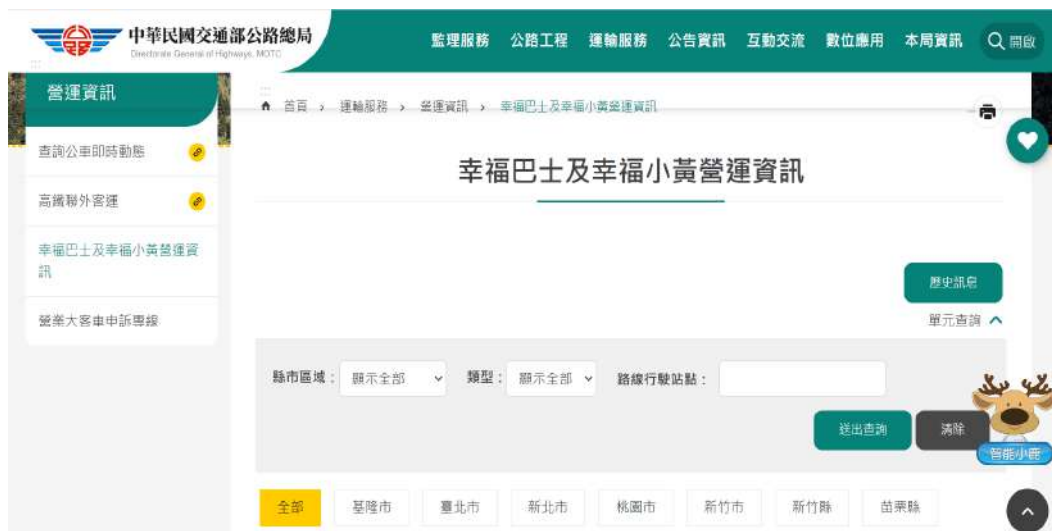 中華民國交通部公路總局
Directorate General of Highways, MOTC
監理服務 公路工程 運輸服務 公告資訊 互動交流 數位應用 本局資訊 開啟
營運資訊
首頁 › 運輸服務 › 營運資訊 › 幸福巴士及幸福小黃營運資訊
查詢公車即時動態
高鐵聯外客運
幸福巴士及幸福小黃營運資
訊
營業大客車申訴專線
幸福巴士及幸福小黃營運資訊
歷史訊息
單元查詢
縣市區域： 顯示全部 類型： 顯示全部 路線行駛站點：
送出查詢 清除
智能小鹿
全部 基隆市 臺北市 新北市 桃園市 新竹市 新竹縣 苗栗縣